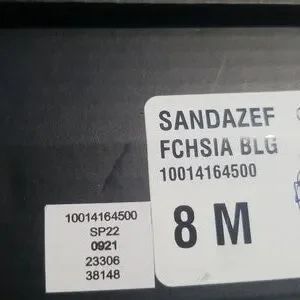 SANDAZEF
FCHSIA BLG
10014164500
8 M
10014164500
SP22
0921
23306
38148